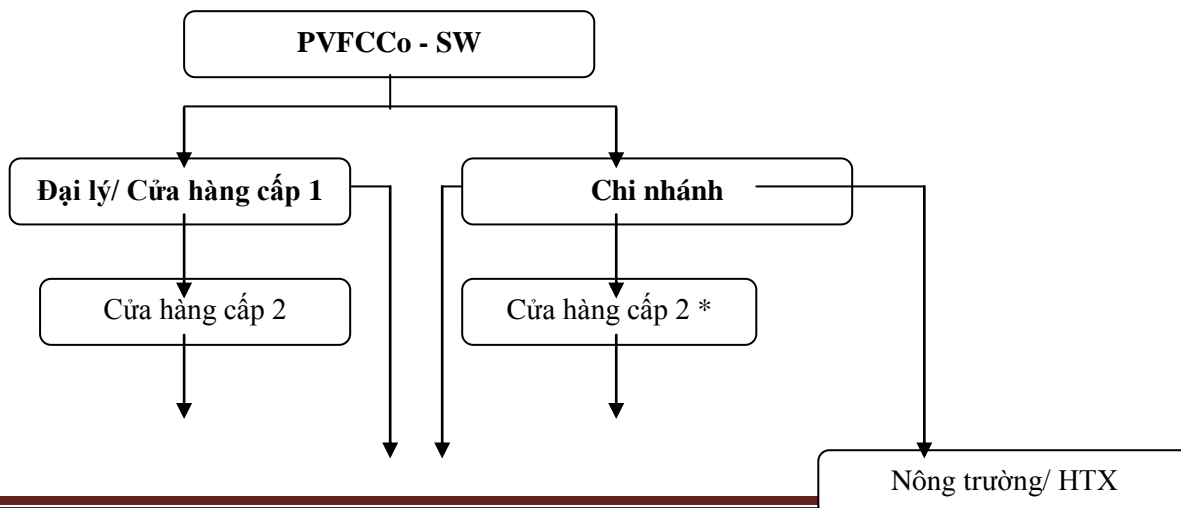 PVFCCo - SW
Đại lý/ Cửa hàng cấp 1
Chi nhánh
Cửa hàng cấp 2
Cửa hàng cấp 2 *
Nông trường/ HTX